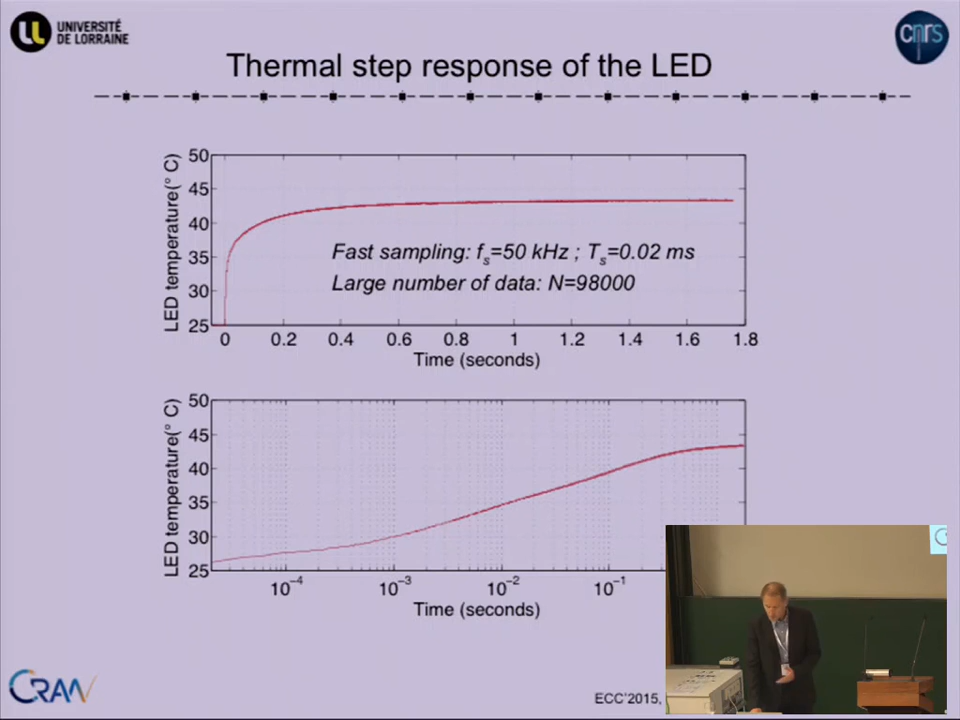 UNIVERSITÉ
DE LORRAINE
cnrs
Thermal step response of the LED
LED temperature(° C)
50
45
40
35
30
25
Fast sampling: fs=50 kHz ; Ts=0.02 ms
Large number of data: N=98000
0 0.2 0.4 0.6 0.8 1 1.2 1.4 1.6 1.8
Time (seconds)
LED temperature(° C)
50
45
40
35
30
25
10⁻⁴ 10⁻³ 10⁻² 10⁻¹
Time (seconds)
CRAN
ECC'2015,